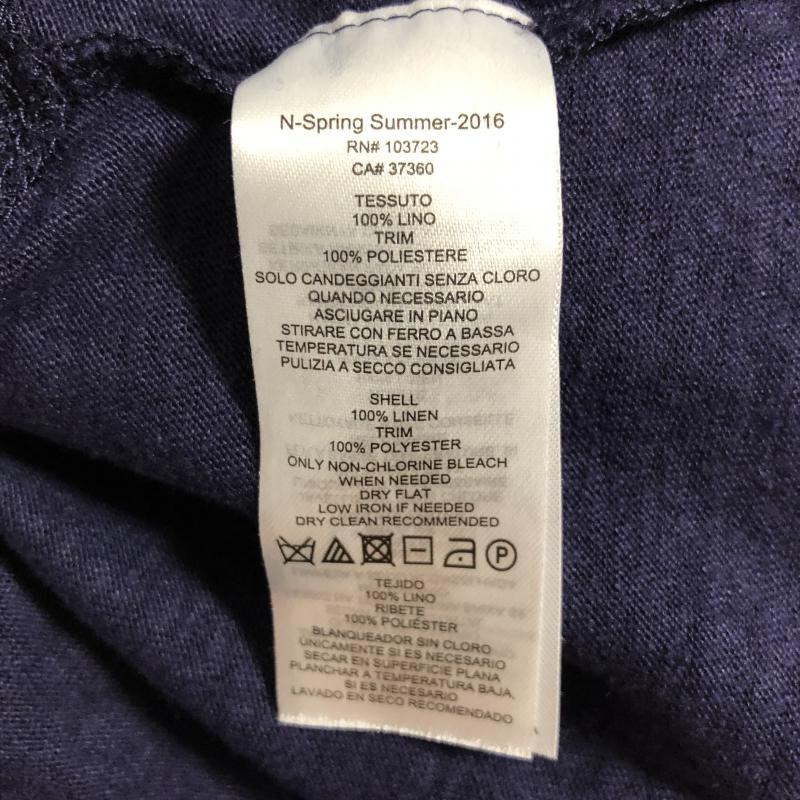 N-Spring Summer-2016
RN# 103723
CA# 37360
TESSUTO
100% LINO
TRIM
100% POLIESTERE
SOLO CANDEGGIANTI SENZA CLORO
QUANDO NECESSARIO
ASCIUGARE IN PIANO
STIRARE CON FERRO A BASSA
TEMPERATURA SE NECESSARIO
PULIZIA A SECCO CONSIGLIATA
SHELL
100% LINEN
TRIM
100% POLYESTER
ONLY NON-CHLORINE BLEACH
WHEN NEEDED
DRY FLAT
LOW IRON IF NEEDED
DRY CLEAN RECOMMENDED
P
TEJIDO
100% LINO
RIBETE
100% POLIÉSTER
BLANQUEADOR SIN CLORO
ÚNICAMENTE SI ES NECESARIO
SECAR EN SUPERFICIE PLANA
PLANCHAR A TEMPERATURA BAJA,
SI ES NECESARIO
LAVADO EN SECO RECOMENDADO